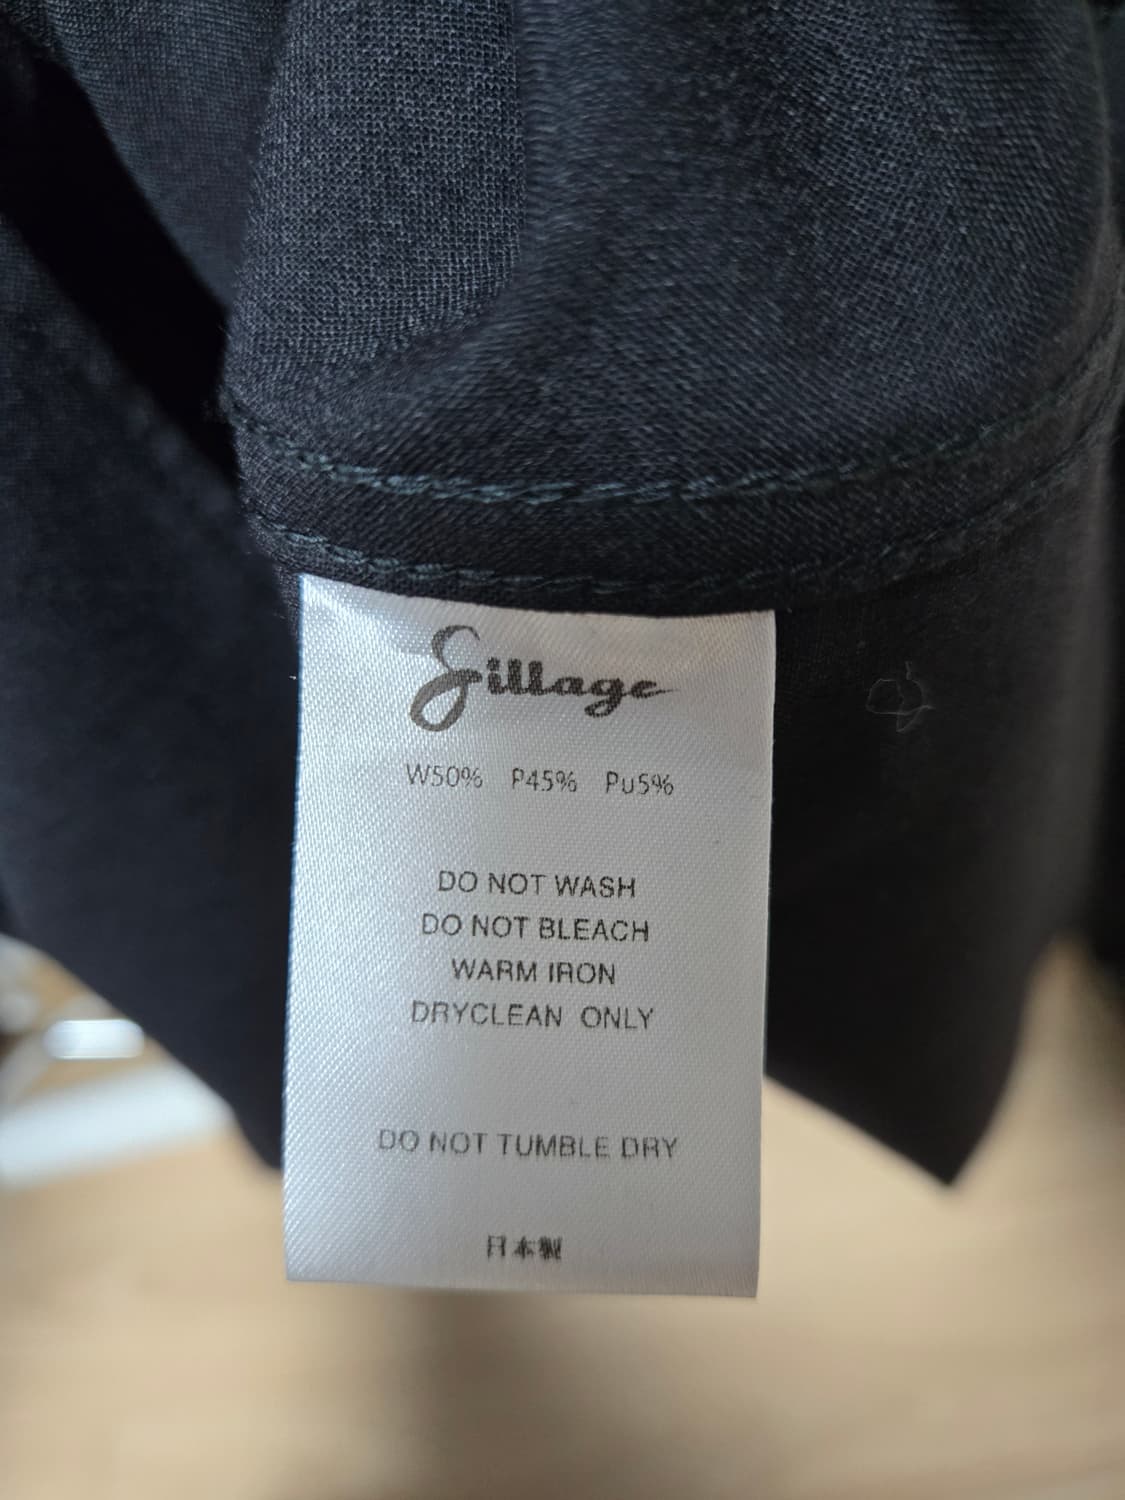 Sillage
W50% P45% Pu5%
DO NOT WASH
DO NOT BLEACH
WARM IRON
DRYCLEAN ONLY
DO NOT TUMBLE DRY
日本製